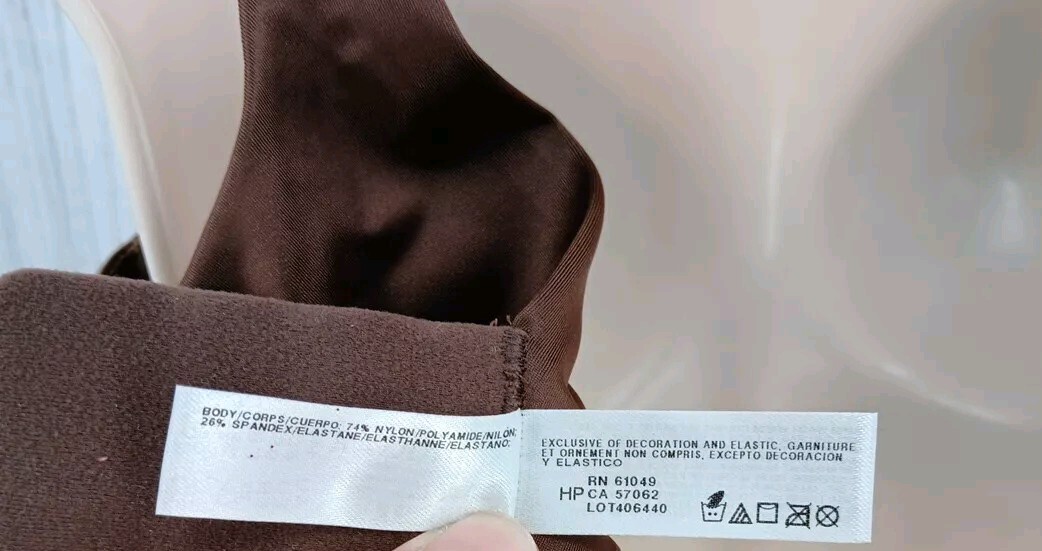 BODY/CORPS/CUERPO: 74% NYLON/POLYAMIDE/NILÓN;
26% SPANDEX/ELASTANE/ELASTHANNE/ELASTANO;
EXCLUSIVE OF DECORATION AND ELASTIC, GARNITURE
ET ORNEMENT NON COMPRIS, EXCEPTO DECORACION
Y ELASTICO
RN 61049
HP CA 57062
LOT406440